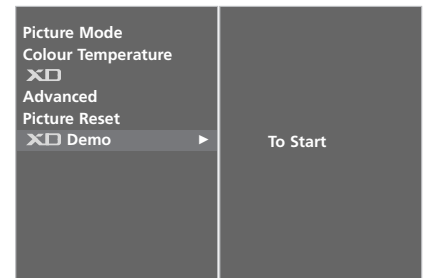 Picture Mode
Colour Temperature
XD
Advanced
Picture Reset
XD Demo ►
To Start